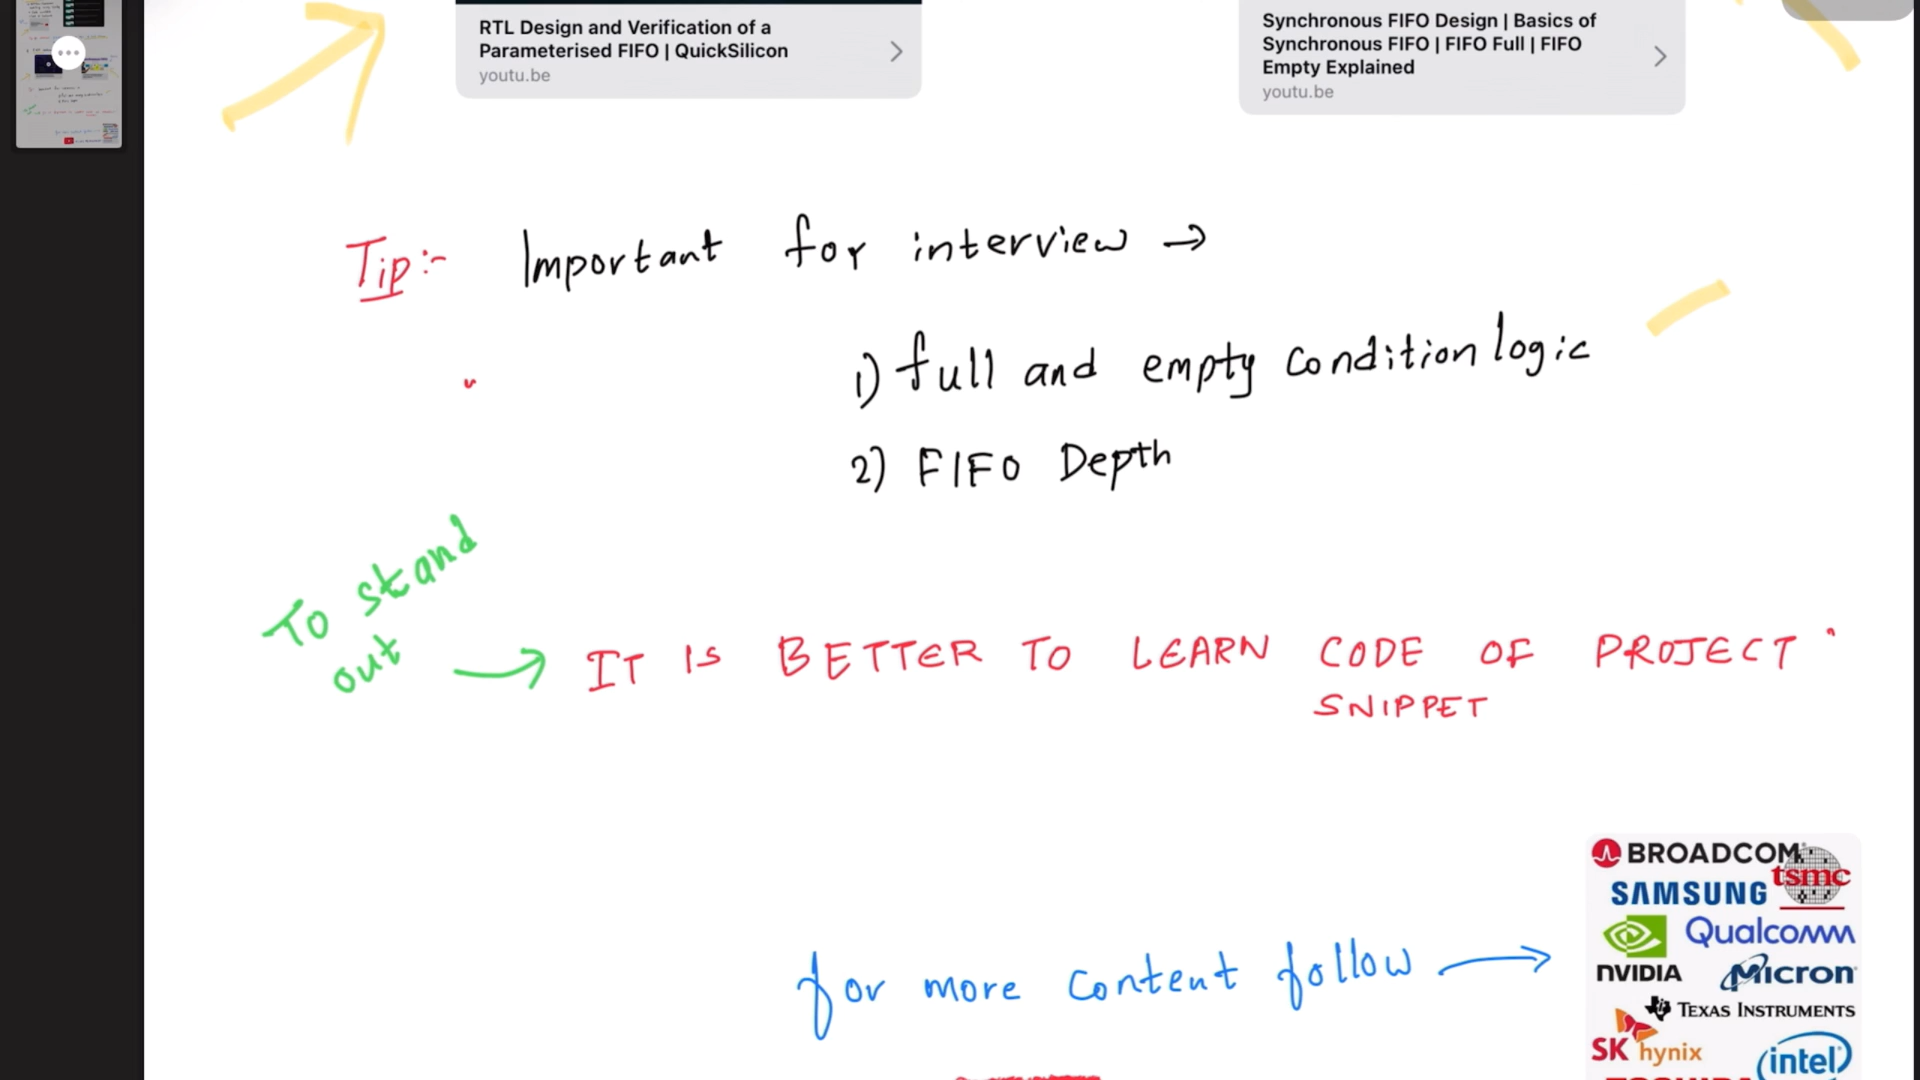 RTL Design and Verification of a
Parameterised FIFO | QuickSilicon
youtu.be
Synchronous FIFO Design | Basics of
Synchronous FIFO | FIFO Full | FIFO
Empty Explained
youtu.be
Tip:- Important for interview →
1) full and empty condition logic
2) FIFO Depth
To stand
out → IT IS BETTER TO LEARN CODE OF PROJECT
SNIPPET
for more content follow →
BROADCOM
tsmc
SAMSUNG
Qualcomm
NVIDIA
Micron
TEXAS INSTRUMENTS
SK hynix
intel